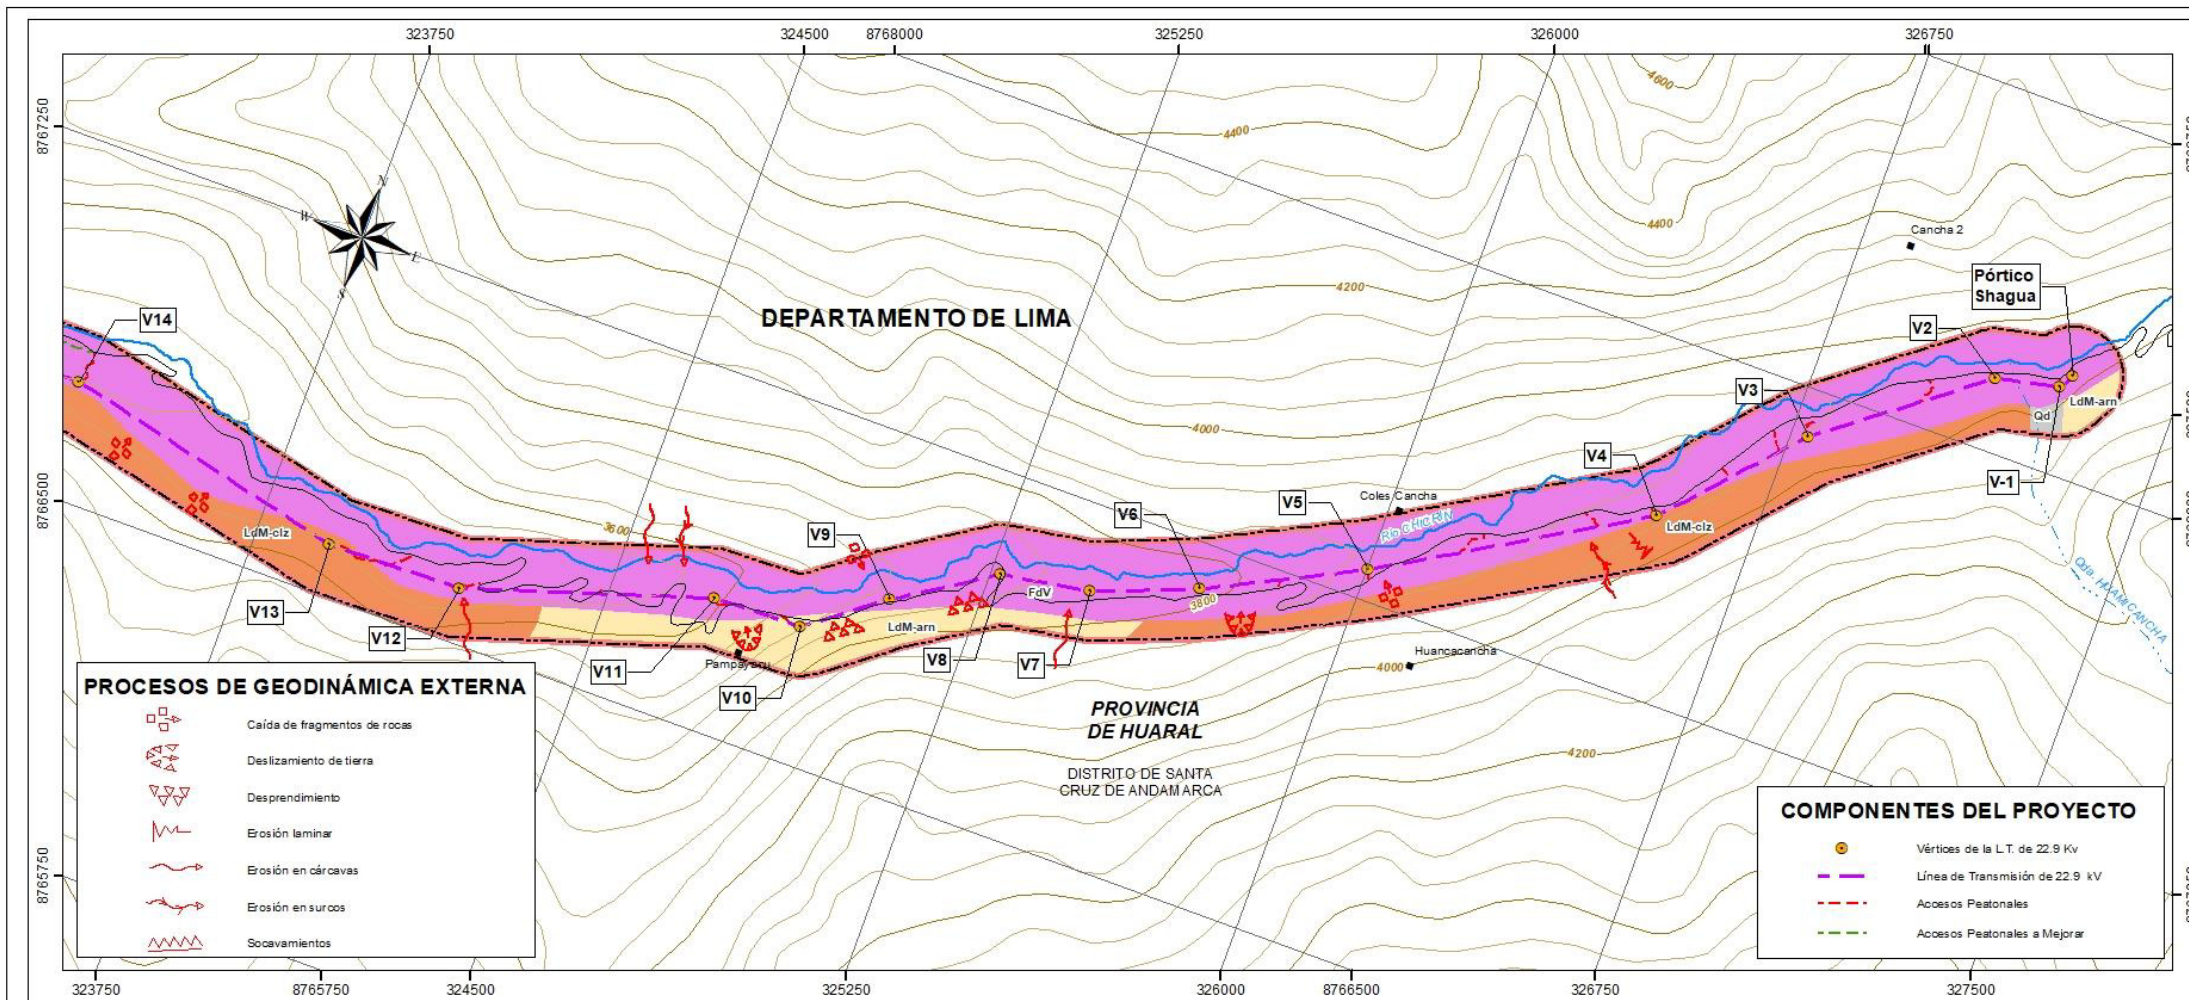 323750
324500
8768000
325250
326000
326750
8767250
8766500
8765750
N
W
E
S
4600
4400
4400
4200
4000
3600
3800
4000
4200
Cancha 2
Pórtico
Shagua
DEPARTAMENTO DE LIMA
V14
V2
V3
V4
V5
V6
V9
V-1
V13
V12
V11
V10
V8
V7
LdM-arn
Qd
LdM-clz
LdM-clz
FdV
LdM-arn
Coles Cancha
Río CHICRIN
Qda. HUAMICANCHA
Huancacancha
PROVINCIA
DE HUARAL
DISTRITO DE SANTA
CRUZ DE ANDAMARCA
PROCESOS DE GEODINÁMICA EXTERNA
Caída de fragmentos de rocas
Deslizamiento de tierra
Desprendimiento
Erosión laminar
Erosión en cárcavas
Erosión en surcos
Socavamientos
COMPONENTES DEL PROYECTO
Vértices de la L.T. de 22.9 Kv
Línea de Transmisión de 22.9 kV
Accesos Peatonales
Accesos Peatonales a Mejorar
323750
8765750
324500
325250
326000
8766500
326750
327500